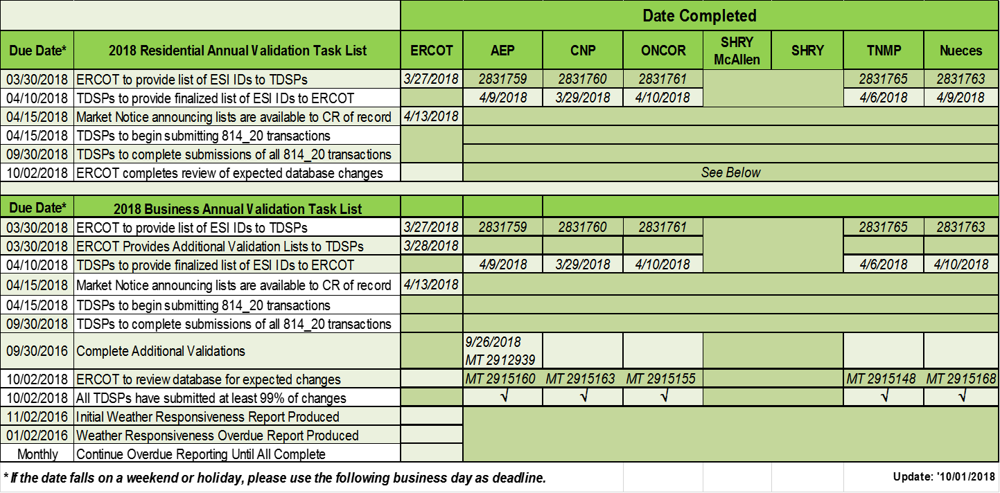 Date Completed
Due Date* 2018 Residential Annual Validation Task List ERCOT AEP CNP ONCOR SHRY McAllen SHRY TNMP Nueces
03/30/2018 ERCOT to provide list of ESI IDs to TDSPs 3/27/2018 2831759 2831760 2831761 2831765 2831763
04/10/2018 TDSPs to provide finalized list of ESI IDs to ERCOT 4/9/2018 3/29/2018 4/10/2018 4/6/2018 4/9/2018
04/15/2018 Market Notice announcing lists are available to CR of record 4/13/2018
04/15/2018 TDSPs to begin submitting 814_20 transactions
09/30/2018 TDSPs to complete submissions of all 814_20 transactions
10/02/2018 ERCOT completes review of expected database changes See Below
Due Date* 2018 Business Annual Validation Task List
03/30/2018 ERCOT to provide list of ESI IDs to TDSPs 3/27/2018 2831759 2831760 2831761 2831765 2831763
03/30/2018 ERCOT Provides Additional Validation Lists to TDSPs 3/28/2018
04/10/2018 TDSPs to provide finalized list of ESI IDs to ERCOT 4/9/2018 3/29/2018 4/10/2018 4/6/2018 4/10/2018
04/15/2018 Market Notice announcing lists are available to CR of record 4/13/2018
04/15/2018 TDSPs to begin submitting 814_20 transactions
09/30/2018 TDSPs to complete submissions of all 814_20 transactions
09/30/2016 Complete Additional Validations 9/26/2018 MT 2912939
10/02/2018 ERCOT to review database for expected changes MT 2915160 MT 2915163 MT 2915155 MT 2915148 MT 2915168
10/02/2018 All TDSPs have submitted at least 99% of changes √ √ √ √ √
11/02/2016 Initial Weather Responsiveness Report Produced
01/02/2016 Weather Responsiveness Overdue Report Produced
Monthly Continue Overdue Reporting Until All Complete
* If the date falls on a weekend or holiday, please use the following business day as deadline. Update: '10/01/2018